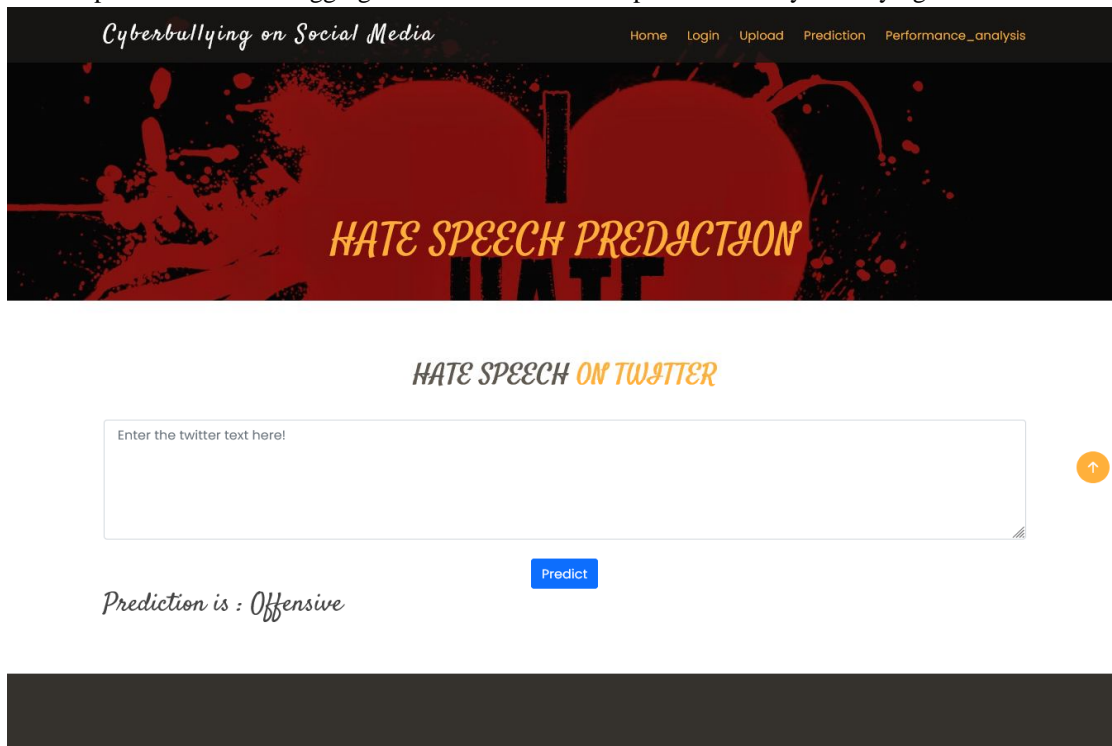 Cyberbullying on Social Media
Home Login Upload Prediction Performance_analysis
I
HATE SPEECH PREDICTION
HATE
HATE SPEECH ON TWITTER
Enter the twitter text here!
Predict
Prediction is : Offensive